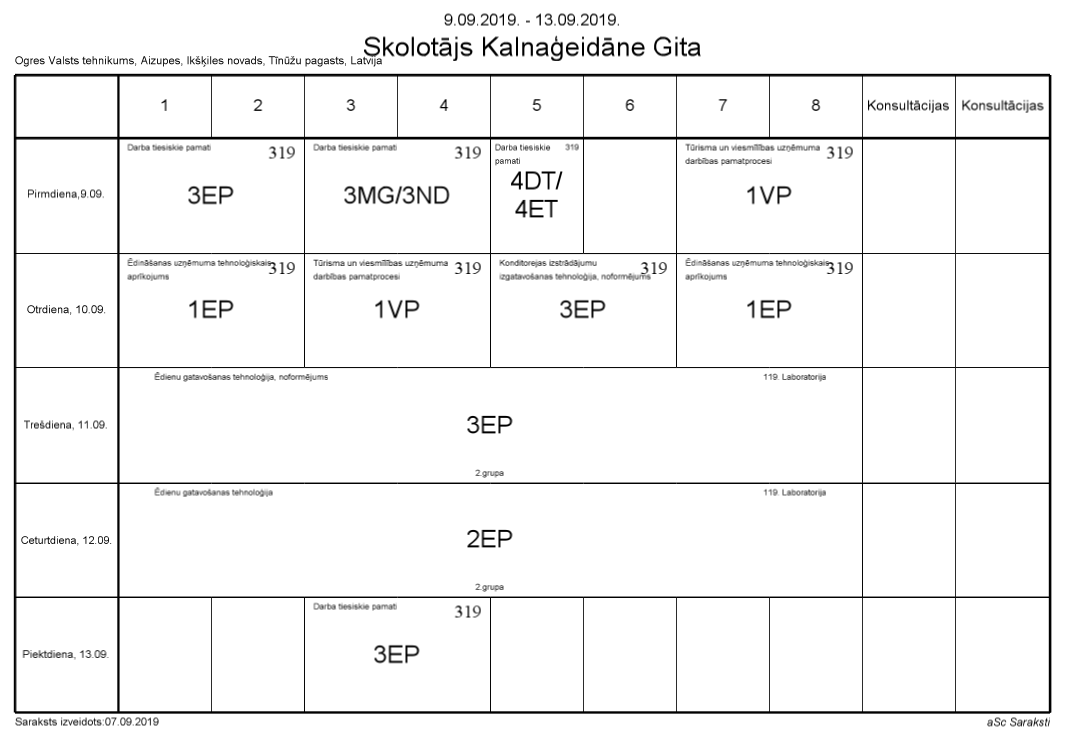 9.09.2019. - 13.09.2019.
Skolotājs Kalnaģeidāne Gita
Ogres Valsts tehnikums, Aizupes, Ikšķiles novads, Tīnūžu pagasts, Latvija
1 2 3 4 5 6 7 8 Konsultācijas Konsultācijas
Pirmdiena,9.09.
Darba tiesiskie pamati 319
3EP
Darba tiesiskie pamati 319
3MG/3ND
Darba tiesiskie 319
pamati
4DT/
4ET
Tūrisma un viesmīlības uzņēmuma 319
darbības pamatprocesi
1VP
Otrdiena, 10.09.
Ēdināšanas uzņēmuma tehnoloģiskais 319
aprīkojums
1EP
Tūrisma un viesmīlības uzņēmuma 319
darbības pamatprocesi
1VP
Konditorejas izstrādājumu 319
izgatavošanas tehnoloģija, noformējums
3EP
Ēdināšanas uzņēmuma tehnoloģiskais 319
aprīkojums
1EP
Trešdiena, 11.09.
Ēdienu gatavošanas tehnoloģija, noformējums 119. Laboratorija
3EP
2.grupa
Ceturtdiena, 12.09.
Ēdienu gatavošanas tehnoloģija 119. Laboratorija
2EP
2.grupa
Piektdiena, 13.09.
Darba tiesiskie pamati 319
3EP
Saraksts izveidots:07.09.2019 aSc Saraksti